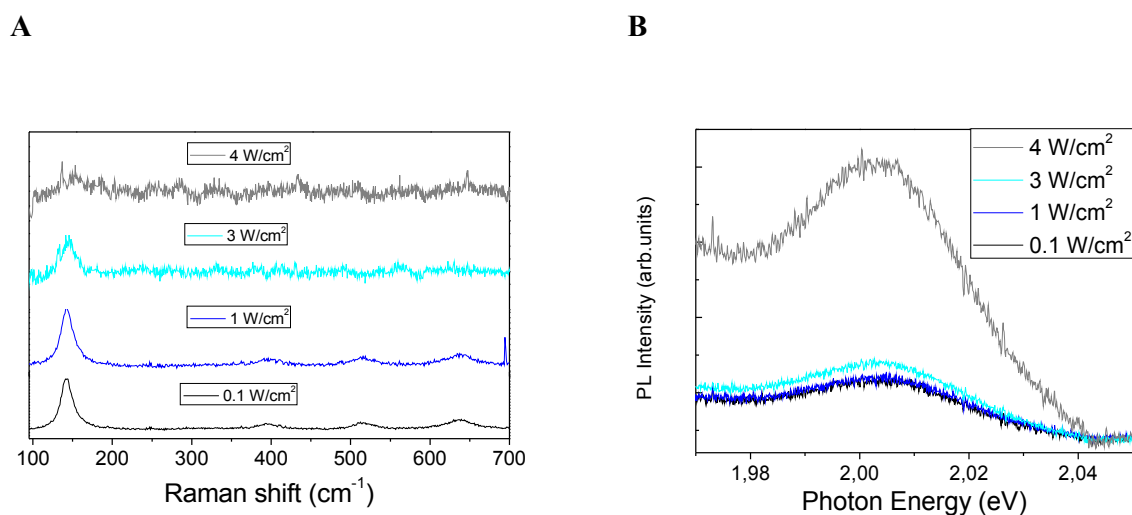 A
B
4 W/cm²
3 W/cm²
1 W/cm²
0.1 W/cm²
100 200 300 400 500 600 700
Raman shift (cm⁻¹)
4 W/cm²
3 W/cm²
1 W/cm²
0.1 W/cm²
PL Intensity (arb.units)
1,98 2,00 2,02 2,04
Photon Energy (eV)